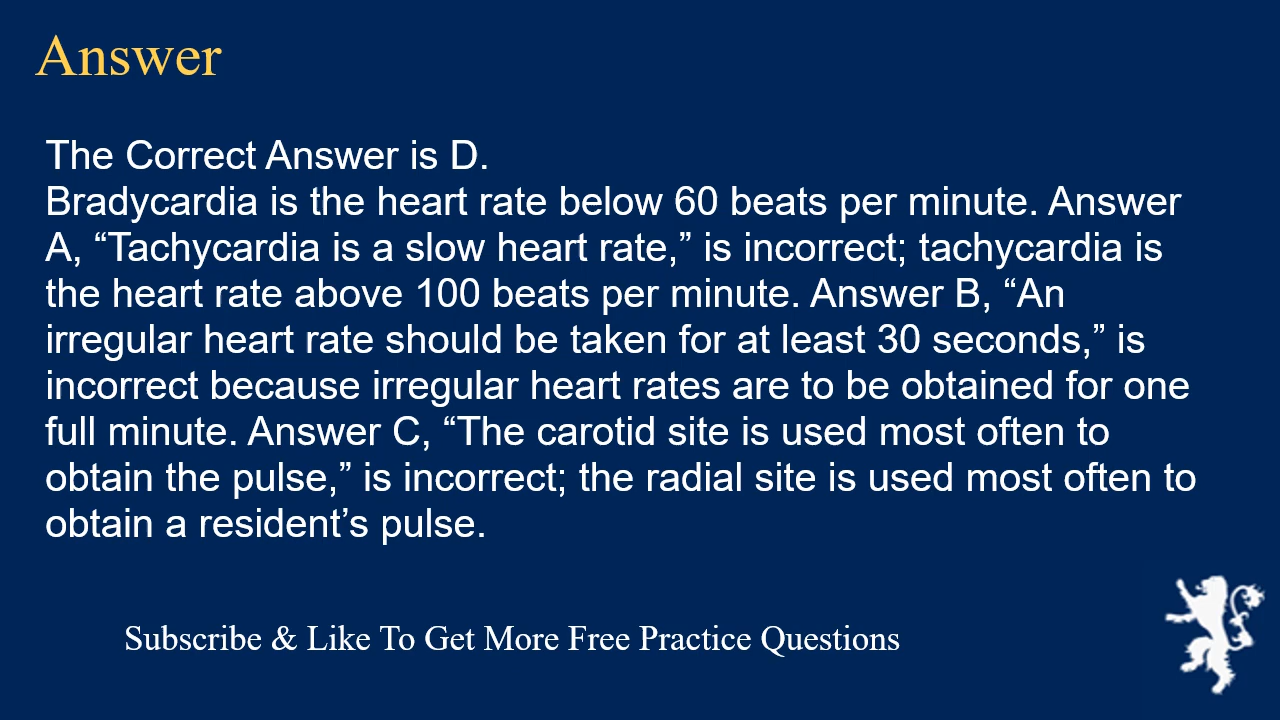 Answer
The Correct Answer is D.
Bradycardia is the heart rate below 60 beats per minute. Answer
A, “Tachycardia is a slow heart rate,” is incorrect; tachycardia is
the heart rate above 100 beats per minute. Answer B, “An
irregular heart rate should be taken for at least 30 seconds,” is
incorrect because irregular heart rates are to be obtained for one
full minute. Answer C, “The carotid site is used most often to
obtain the pulse,” is incorrect; the radial site is used most often to
obtain a resident’s pulse.
Subscribe & Like To Get More Free Practice Questions